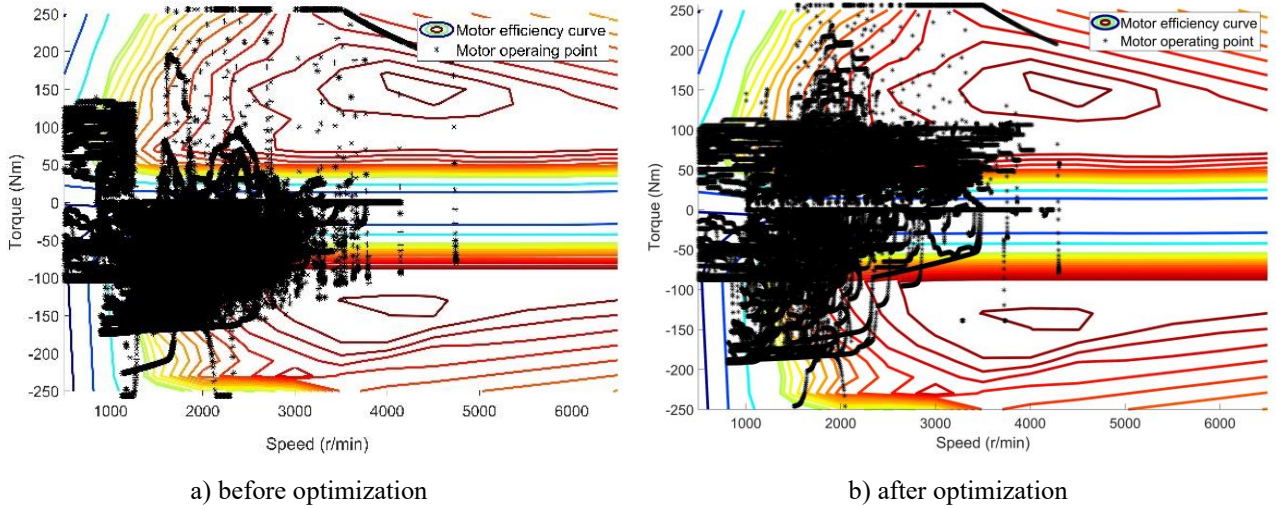 250
200
150
100
50
0
-50
-100
-150
-200
-250
Torque (Nm)
1000 2000 3000 4000 5000 6000
Speed (r/min)
Motor efficiency curve
Motor operating point
a) before optimization
250
200
150
100
50
0
-50
-100
-150
-200
-250
Torque (Nm)
1000 2000 3000 4000 5000 6000
Speed (r/min)
Motor efficiency curve
Motor operating point
b) after optimization